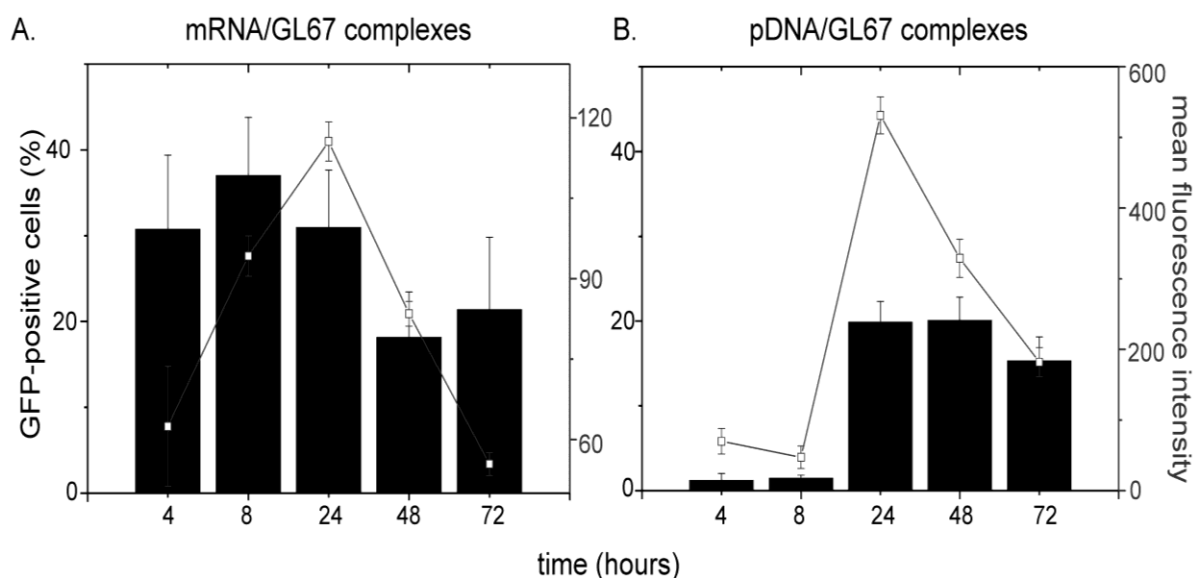 A.
mRNA/GL67 complexes
B.
pDNA/GL67 complexes
GFP-positive cells (%)
40
20
0
120
90
60
4 8 24 48 72
40
20
0
600
400
200
0
4 8 24 48 72
mean fluorescence intensity
time (hours)